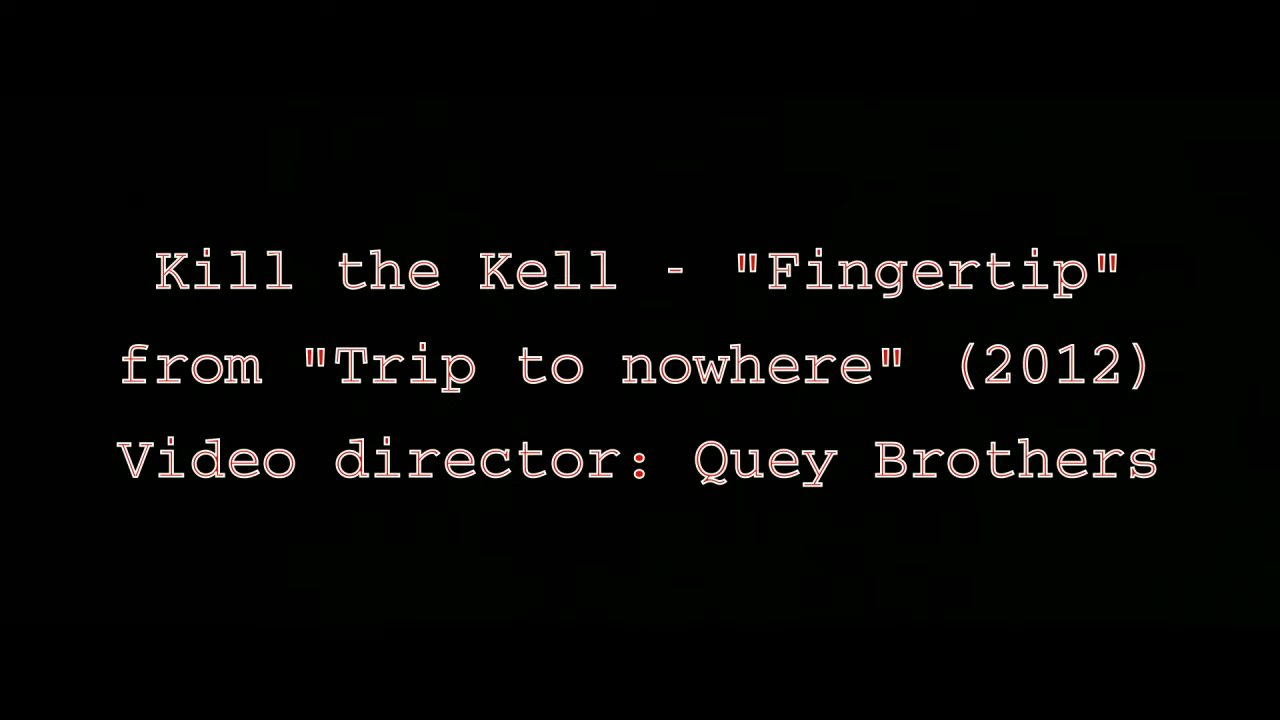 Kill the Kell - "Fingertip"
from "Trip to nowhere" (2012)
Video director: Quey Brothers